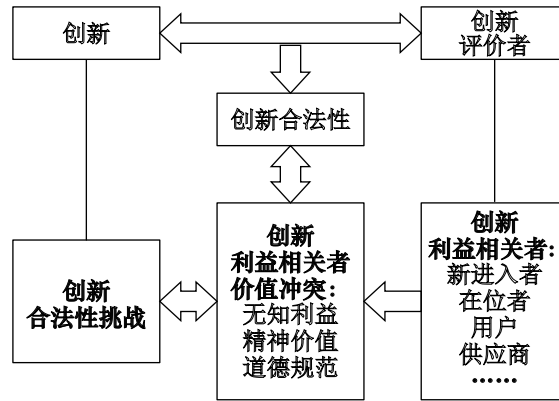 创新
创新
评价者
创新合法性
创新
合法性挑战
创新
利益相关者
价值冲突：
无知利益
精神价值
道德规范
创新
利益相关者：
新进入者
在位者
用户
供应商
……